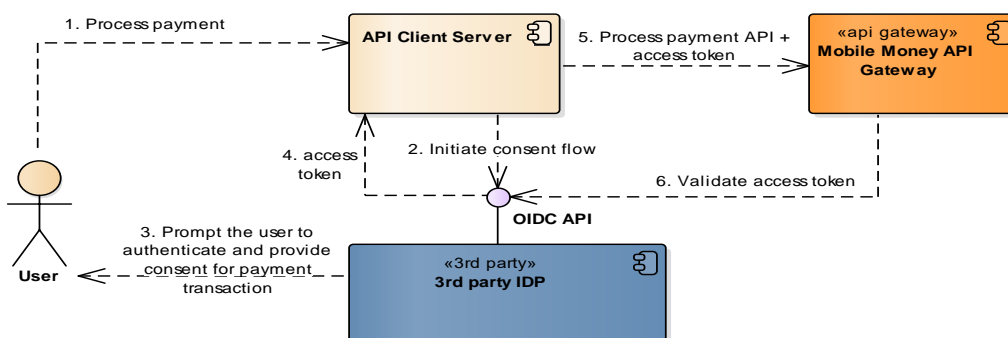 1. Process payment
API Client Server
5. Process payment API +
access token
«api gateway»
Mobile Money API
Gateway
4. access
token
2. Initiate consent flow
6. Validate access token
OIDC API
3. Prompt the user to
authenticate and provide
consent for payment
transaction
User
«3rd party»
3rd party IDP